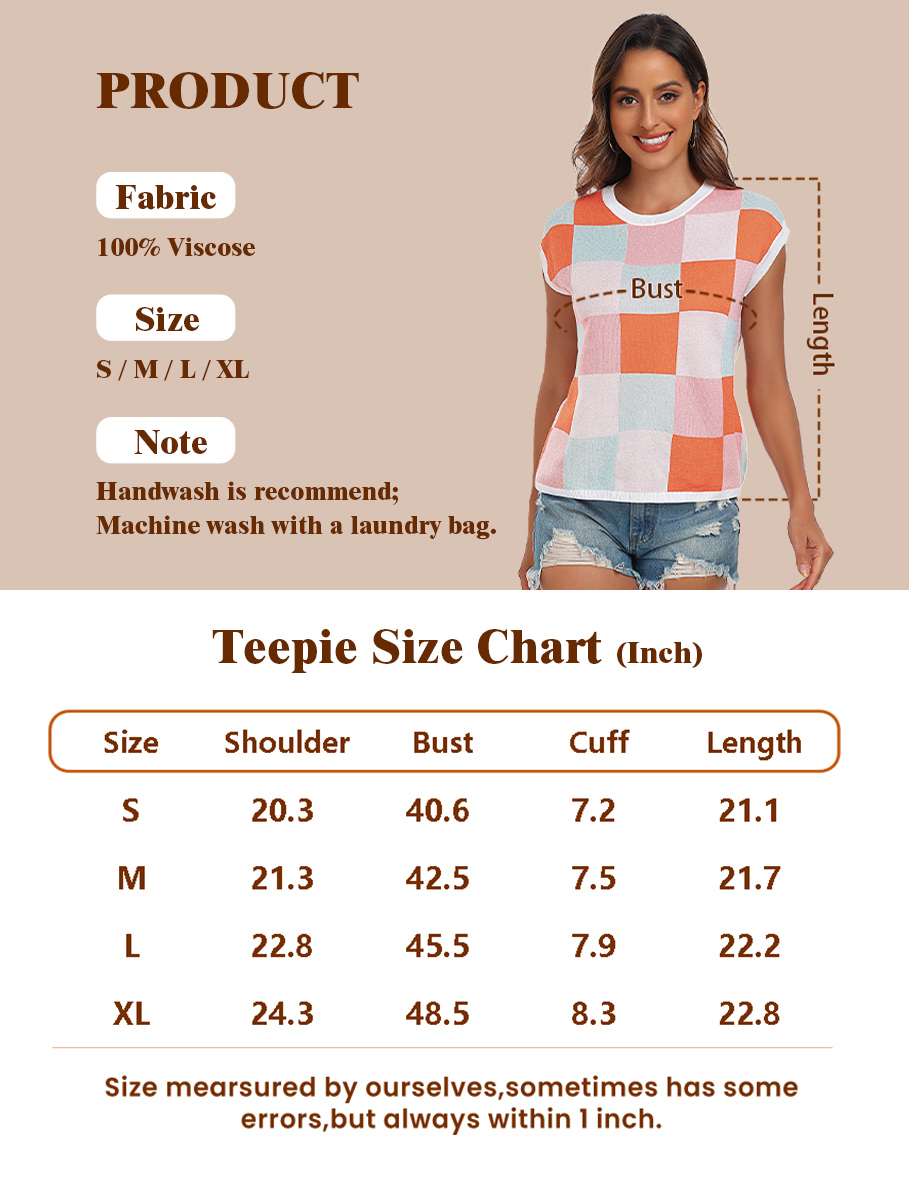 PRODUCT
Fabric
100% Viscose
Size
S / M / L / XL
Note
Handwash is recommend;
Machine wash with a laundry bag.
Bust
Length
Teepie Size Chart (Inch)
Size Shoulder Bust Cuff Length
S 20.3 40.6 7.2 21.1
M 21.3 42.5 7.5 21.7
L 22.8 45.5 7.9 22.2
XL 24.3 48.5 8.3 22.8
Size mearsured by ourselves,sometimes has some
errors,but always within 1 inch.